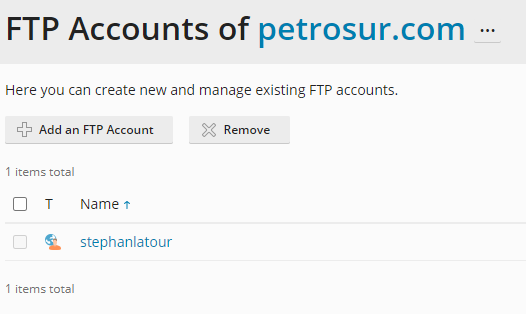 FTP Accounts of petrosur.com ...
Here you can create new and manage existing FTP accounts.
Add an FTP Account Remove
1 items total
T Name ↑
stephanlatour
1 items total